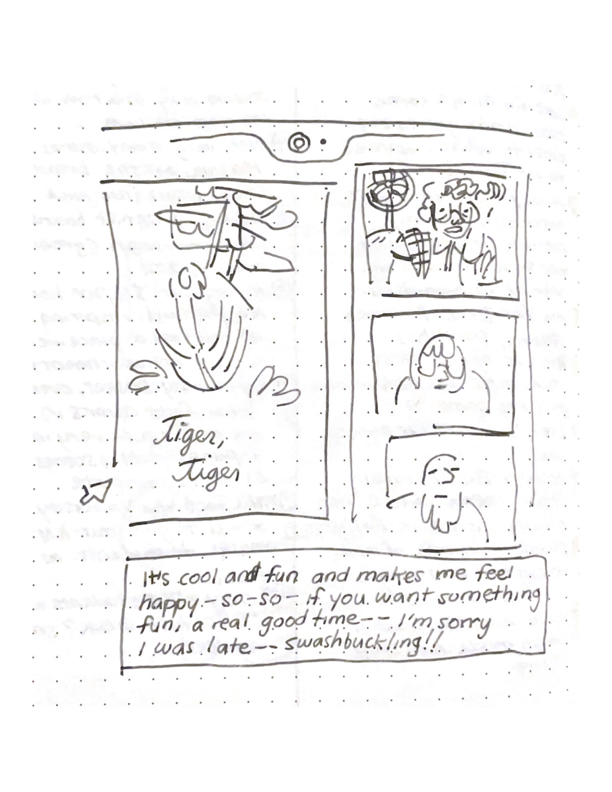 Tiger,
Tiger
It's cool and fun and makes me feel
happy - so - so - if you want something
fun, a real good time -- I'm sorry
I was late -- swashbuckling!!